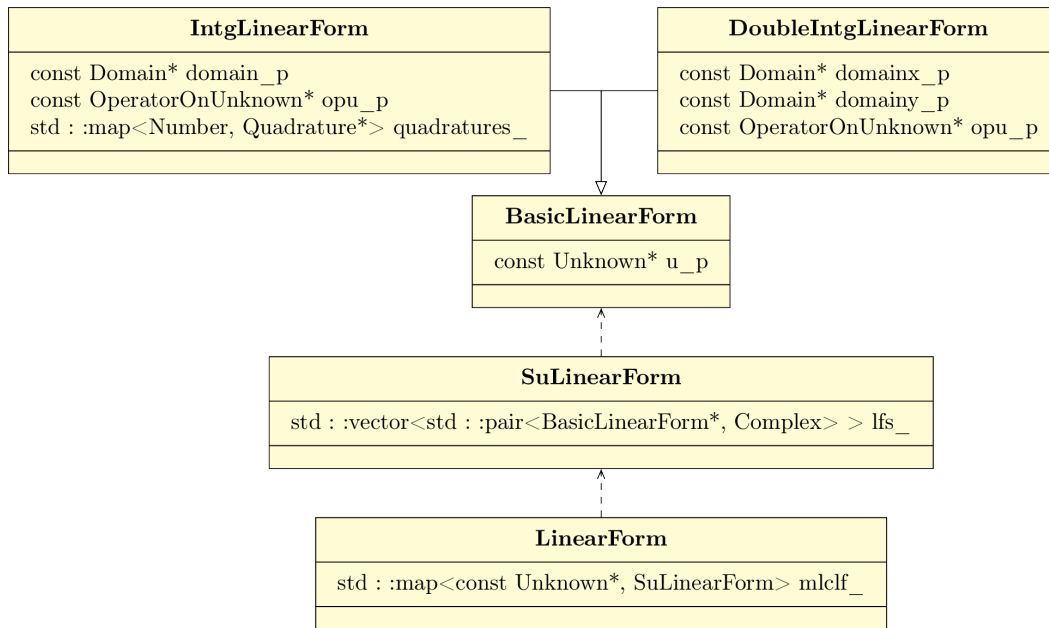 IntgLinearForm
const Domain* domain_p
const OperatorOnUnknown* opu_p
std : :map<Number, Quadrature*> quadratures_
DoubleIntgLinearForm
const Domain* domainx_p
const Domain* domainy_p
const OperatorOnUnknown* opu_p
BasicLinearForm
const Unknown* u_p
SuLinearForm
std : :vector<std : :pair<BasicLinearForm*, Complex> > lfs_
LinearForm
std : :map<const Unknown*, SuLinearForm> mlclf_